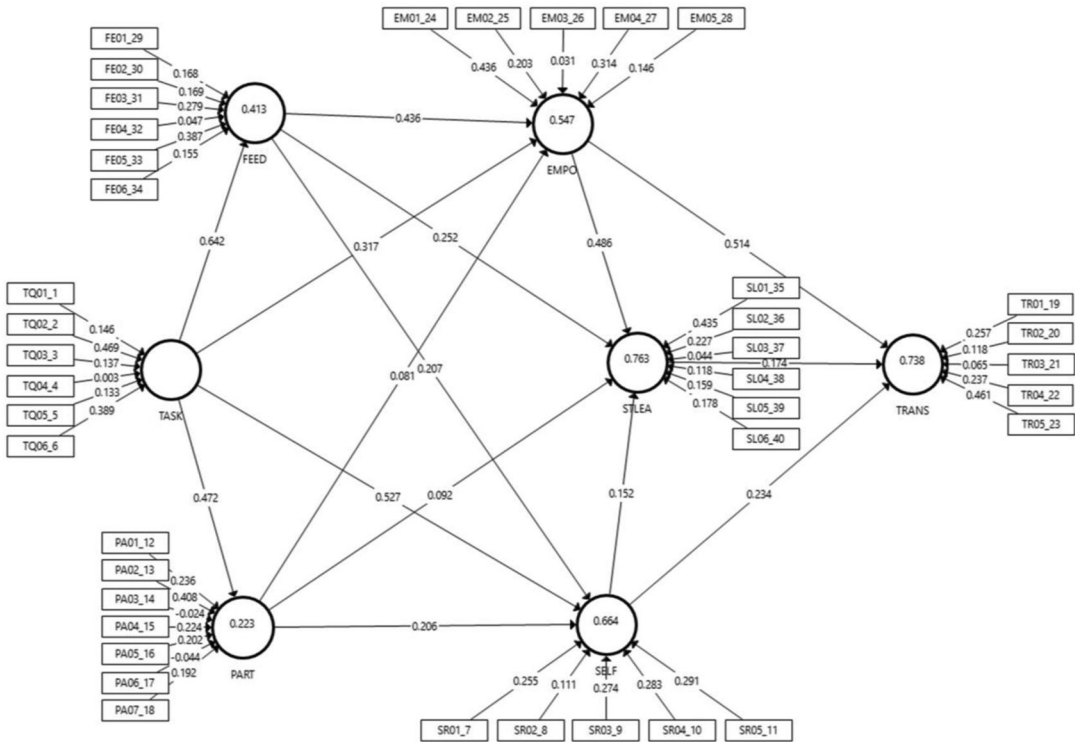 EM01_24
EM02_25
EM03_26
EM04_27
EM05_28
0.436
0.203
0.031
0.314
0.146
FE01_29
FE02_30
FE03_31
FE04_32
FE05_33
FE06_34
0.168
0.169
0.279
0.047
0.387
0.155
0.413
FEED
0.436
0.547
EMPO
0.642
0.317
0.252
0.486
0.514
TQ01_1
TQ02_2
TQ03_3
TQ04_4
TQ05_5
TQ06_6
0.146
0.469
0.137
0.003
0.133
0.389
TASK
0.081
0.207
0.763
STLEA
SL01_35
SL02_36
SL03_37
SL04_38
SL05_39
SL06_40
0.435
0.227
0.044
0.118
0.159
0.178
0.174
0.738
TRANS
TR01_19
TR02_20
TR03_21
TR04_22
TR05_23
0.257
0.118
0.065
0.237
0.461
0.472
0.527
0.092
0.152
0.234
PA01_12
PA02_13
PA03_14
PA04_15
PA05_16
PA06_17
PA07_18
0.236
0.408
-0.024
0.224
0.202
-0.044
0.192
0.223
PART
0.206
0.664
SELF
0.255
0.111
0.274
0.283
0.291
SR01_7
SR02_8
SR03_9
SR04_10
SR05_11